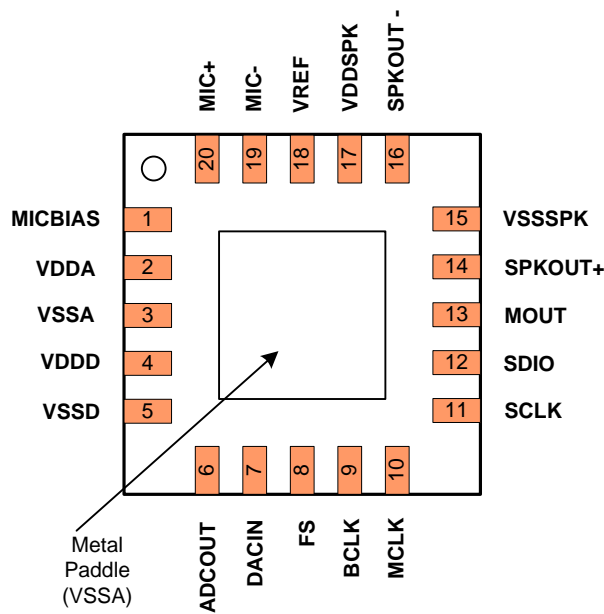 MIC+
MIC-
VREF
VDDSPK
SPKOUT -
20
19
18
17
16
MICBIAS 1
VDDA 2
VSSA 3
VDDD 4
VSSD 5
15 VSSSPK
14 SPKOUT+
13 MOUT
12 SDIO
11 SCLK
6
7
8
9
10
ADCOUT
DACIN
FS
BCLK
MCLK
Metal
Paddle
(VSSA)